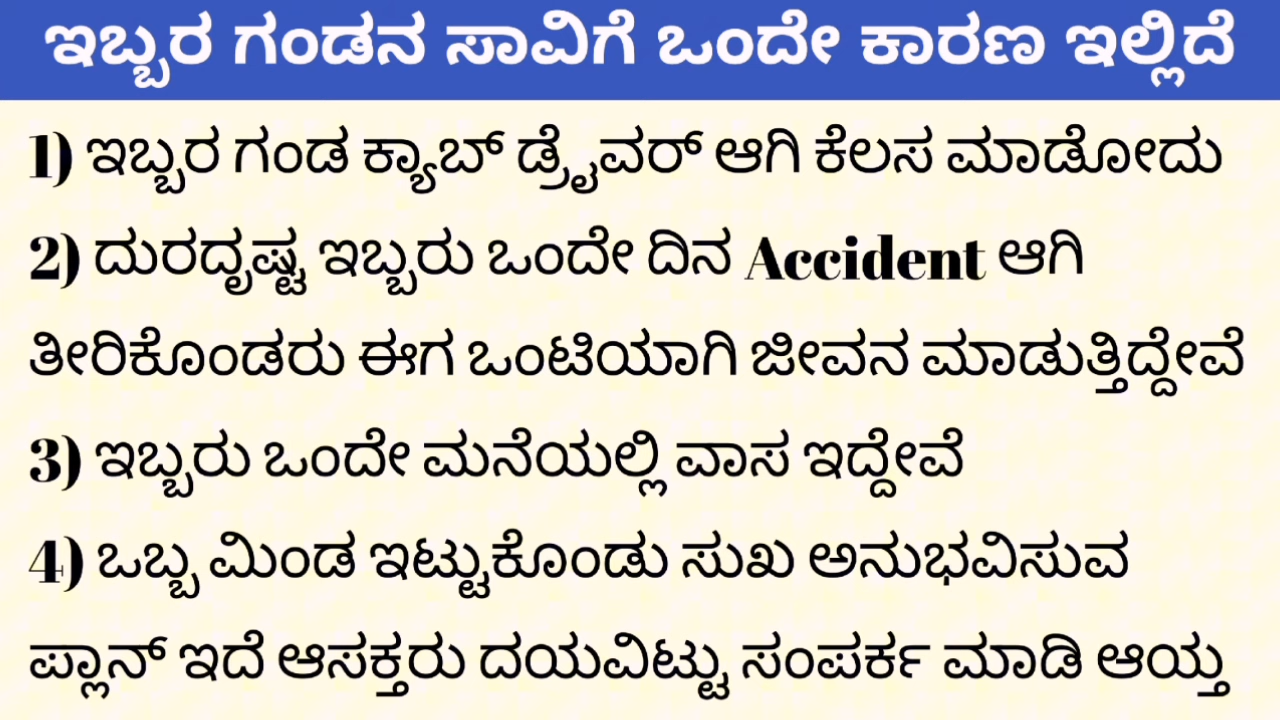 ಇಬ್ಬರ ಗಂಡನ ಸಾವಿಗೆ ಒಂದೇ ಕಾರಣ ಇಲ್ಲಿದೆ
1) ಇಬ್ಬರ ಗಂಡ ಕ್ಯಾಬ್ ಡ್ರೈವರ್ ಆಗಿ ಕೆಲಸ ಮಾಡೋದು
2) ದುರದೃಷ್ಟ ಇಬ್ಬರು ಒಂದೇ ದಿನ Accident ಆಗಿ
ತೀರಿಕೊಂಡರು ಈಗ ಒಂಟಿಯಾಗಿ ಜೀವನ ಮಾಡುತ್ತಿದ್ದೇವೆ
3) ಇಬ್ಬರು ಒಂದೇ ಮನೆಯಲ್ಲಿ ವಾಸ ಇದ್ದೇವೆ
4) ಒಬ್ಬ ಮಿಂಡ ಇಟ್ಟುಕೊಂಡು ಸುಖ ಅನುಭವಿಸುವ
ಪ್ಲಾನ್ ಇದೆ ಆಸಕ್ತರು ದಯವಿಟ್ಟು ಸಂಪರ್ಕ ಮಾಡಿ ಆಯ್ತ